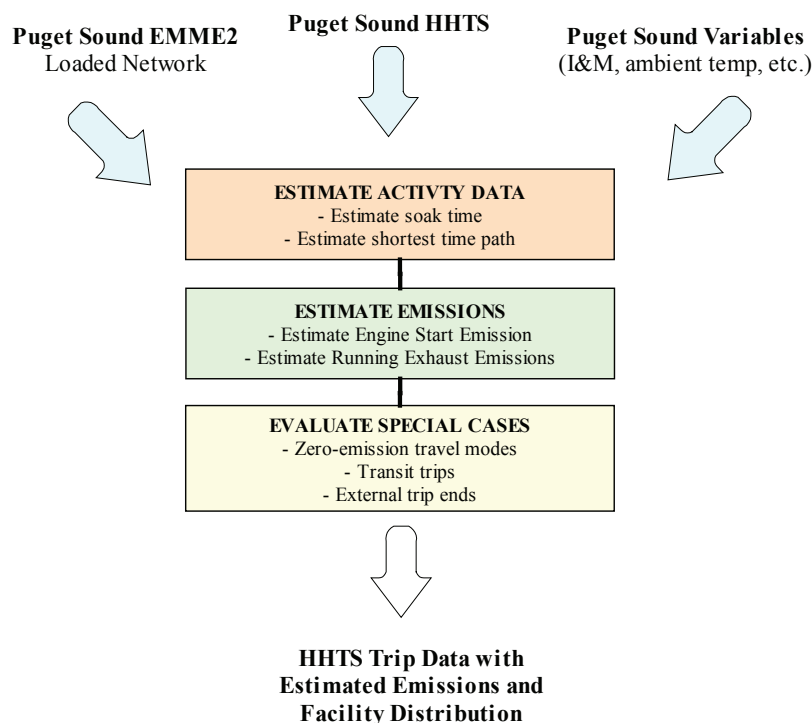 Puget Sound EMME2
Loaded Network
Puget Sound HHTS
Puget Sound Variables
(I&M, ambient temp, etc.)
ESTIMATE ACTIVTY DATA
- Estimate soak time
- Estimate shortest time path
ESTIMATE EMISSIONS
- Estimate Engine Start Emission
- Estimate Running Exhaust Emissions
EVALUATE SPECIAL CASES
- Zero-emission travel modes
- Transit trips
- External trip ends
HHTS Trip Data with
Estimated Emissions and
Facility Distribution